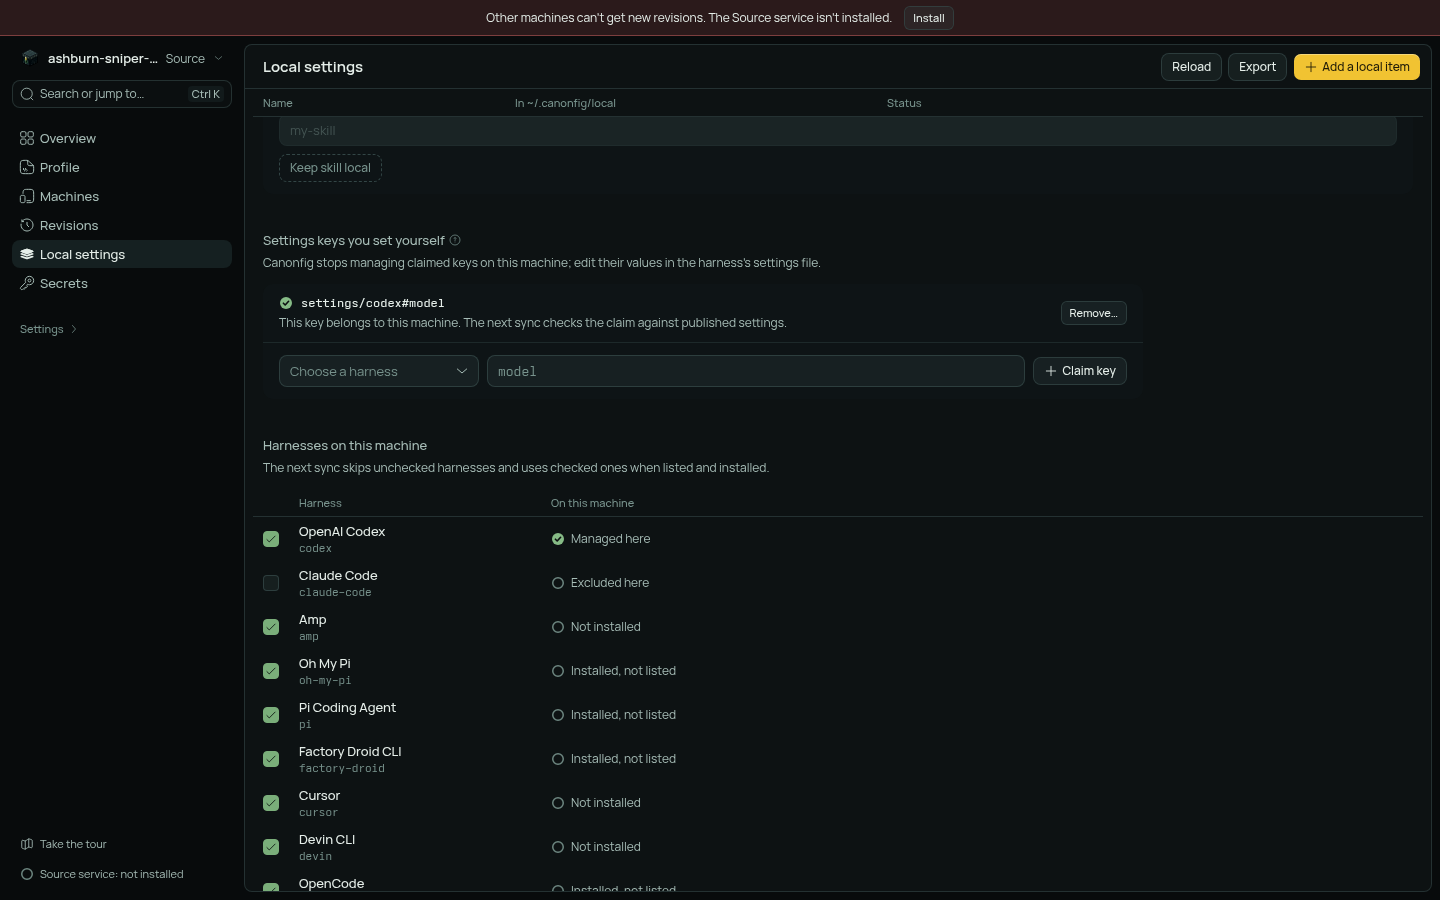 Other machines can't get new revisions. The Source service isn't installed.
Install
ashburn-sniper-... Source
Search or jump to... Ctrl K
Overview
Profile
Machines
Revisions
Local settings
Secrets
Settings
Take the tour
Source service: not installed
Local settings
Reload
Export
Add a local item
Name In ~/.canonfig/local Status
my-skill
Keep skill local
Settings keys you set yourself
Canonfig stops managing claimed keys on this machine; edit their values in the harness's settings file.
settings/codex#model
This key belongs to this machine. The next sync checks the claim against published settings.
Remove...
Choose a harness
model
Claim key
Harnesses on this machine
The next sync skips unchecked harnesses and uses checked ones when listed and installed.
Harness On this machine
OpenAI Codex
codex
Managed here
Claude Code
claude-code
Excluded here
Amp
amp
Not installed
Oh My Pi
oh-my-pi
Installed, not listed
Pi Coding Agent
pi
Installed, not listed
Factory Droid CLI
factory-droid
Installed, not listed
Cursor
cursor
Not installed
Devin CLI
devin
Not installed
OpenCode
Installed, not listed